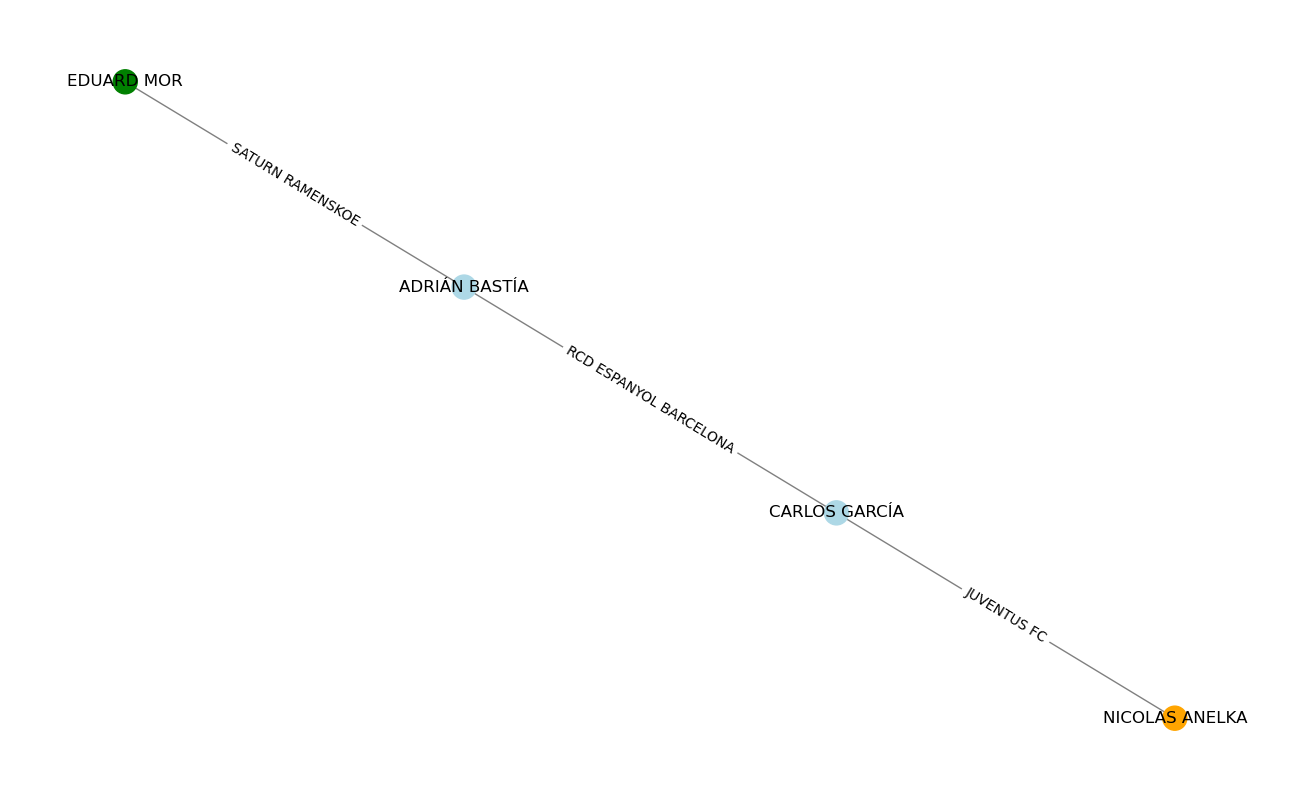 EDUARD MOR
SATURN RAMENSKOE
ADRIÁN BASTÍA
RCD ESPANYOL BARCELONA
CARLOS GARCÍA
JUVENTUS FC
NICOLAS ANELKA